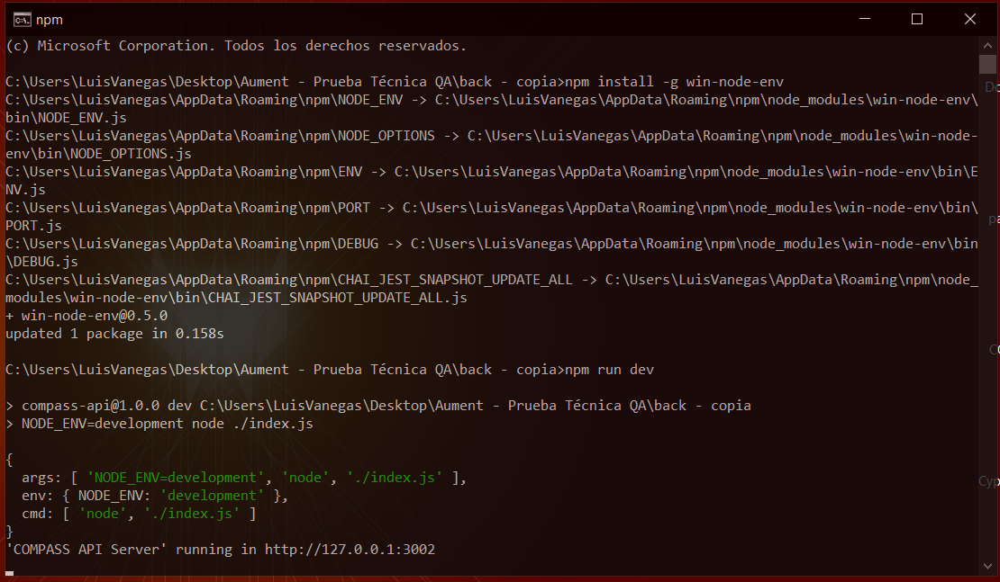 npm
(c) Microsoft Corporation. Todos los derechos reservados.
C:\Users\LuisVanegas\Desktop\Aument - Prueba Técnica QA\back - copia>npm install -g win-node-env
C:\Users\LuisVanegas\AppData\Roaming\npm\NODE_ENV -> C:\Users\LuisVanegas\AppData\Roaming\npm\node_modules\win-node-env\
bin\NODE_ENV.js
C:\Users\LuisVanegas\AppData\Roaming\npm\NODE_OPTIONS -> C:\Users\LuisVanegas\AppData\Roaming\npm\node_modules\win-node-
env\bin\NODE_OPTIONS.js
C:\Users\LuisVanegas\AppData\Roaming\npm\ENV -> C:\Users\LuisVanegas\AppData\Roaming\npm\node_modules\win-node-env\bin\E
NV.js
C:\Users\LuisVanegas\AppData\Roaming\npm\PORT -> C:\Users\LuisVanegas\AppData\Roaming\npm\node_modules\win-node-env\bin\
PORT.js
C:\Users\LuisVanegas\AppData\Roaming\npm\DEBUG -> C:\Users\LuisVanegas\AppData\Roaming\npm\node_modules\win-node-env\bin
\DEBUG.js
C:\Users\LuisVanegas\AppData\Roaming\npm\CHAI_JEST_SNAPSHOT_UPDATE_ALL -> C:\Users\LuisVanegas\AppData\Roaming\npm\node_
modules\win-node-env\bin\CHAI_JEST_SNAPSHOT_UPDATE_ALL.js
+ win-node-env@0.5.0
updated 1 package in 0.158s
C:\Users\LuisVanegas\Desktop\Aument - Prueba Técnica QA\back - copia>npm run dev
> compass-api@1.0.0 dev C:\Users\LuisVanegas\Desktop\Aument - Prueba Técnica QA\back - copia
> NODE_ENV=development node ./index.js
{
args: [ 'NODE_ENV=development', 'node', './index.js' ],
env: { NODE_ENV: 'development' },
cmd: [ 'node', './index.js' ]
}
'COMPASS API Server' running in http://127.0.0.1:3002